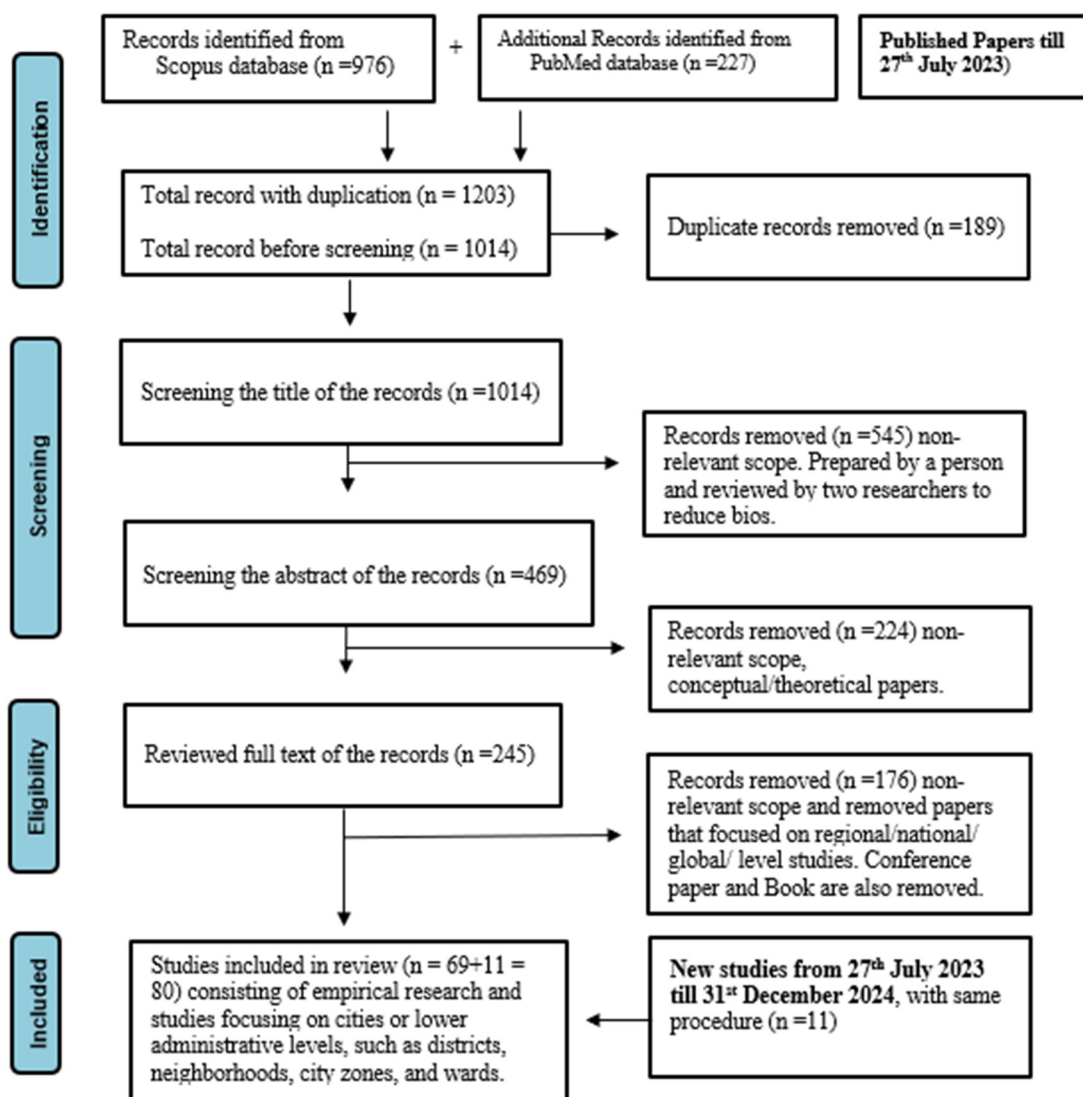 Records identified from
Scopus database (n =976)
+
Additional Records identified from
PubMed database (n =227)
Published Papers till
27th July 2023)
Identification
Total record with duplication (n = 1203)
Total record before screening (n = 1014)
Duplicate records removed (n =189)
Screening
Screening the title of the records (n =1014)
Records removed (n =545) non-
relevant scope. Prepared by a person
and reviewed by two researchers to
reduce bios.
Screening the abstract of the records (n =469)
Records removed (n =224) non-
relevant scope,
conceptual/theoretical papers.
Eligibility
Reviewed full text of the records (n =245)
Records removed (n =176) non-
relevant scope and removed papers
that focused on regional/national/
global/ level studies. Conference
paper and Book are also removed.
Included
Studies included in review (n = 69+11 =
80) consisting of empirical research and
studies focusing on cities or lower
administrative levels, such as districts,
neighborhoods, city zones, and wards.
New studies from 27th July 2023
till 31st December 2024, with same
procedure (n =11)